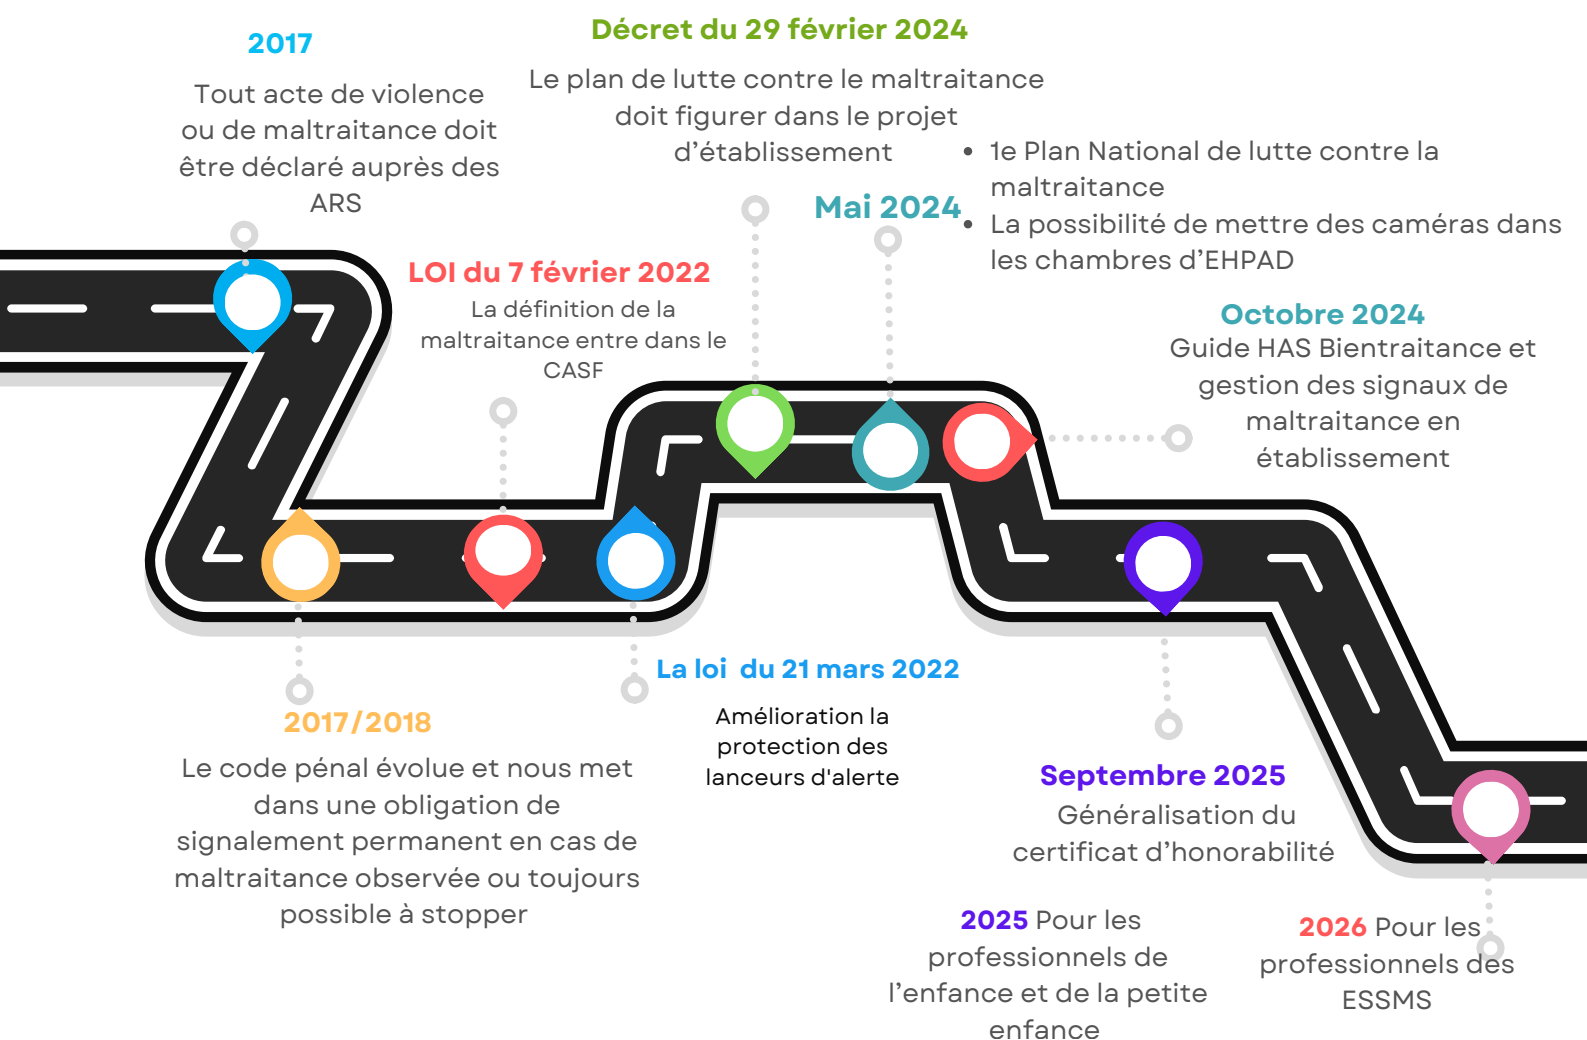 2017
Tout acte de violence
ou de maltraitance doit
être déclaré auprès des
ARS
2017/2018
Le code pénal évolue et nous met
dans une obligation de
signalement permanent en cas de
maltraitance observée ou toujours
possible à stopper
LOI du 7 février 2022
La définition de la
maltraitance entre dans le
CASF
La loi  du 21 mars 2022
Amélioration la
protection des
lanceurs d'alerte
Décret du 29 février 2024
Le plan de lutte contre le maltraitance
doit figurer dans le projet
d’établissement
Mai 2024
• 1e Plan National de lutte contre la
maltraitance
• La possibilité de mettre des caméras dans
les chambres d’EHPAD
Octobre 2024
Guide HAS Bientraitance et
gestion des signaux de
maltraitance en
établissement
Septembre 2025
Généralisation du
certificat d’honorabilité
2025 Pour les
professionnels de
l’enfance et de la petite
enfance
2026 Pour les
professionnels des
ESSMS